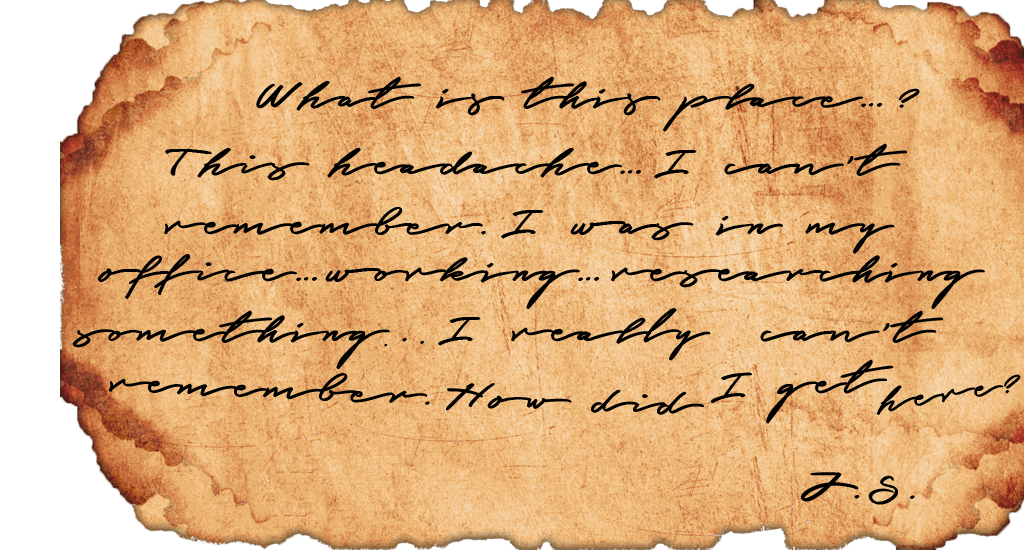 What is this place...?
This headache...I can't
remember. I was in my
office...working...researching
something...I really can't
remember. How did I get here?
J.S.